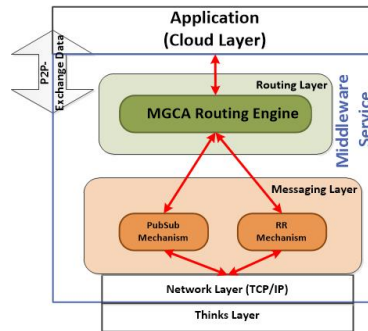 Application
(Cloud Layer)
P2P-
Exchange Data
Routing Layer
MGCA Routing Engine
Middleware
Service
Messaging Layer
PubSub
Mechanism
RR
Mechanism
Network Layer (TCP/IP)
Thinks Layer